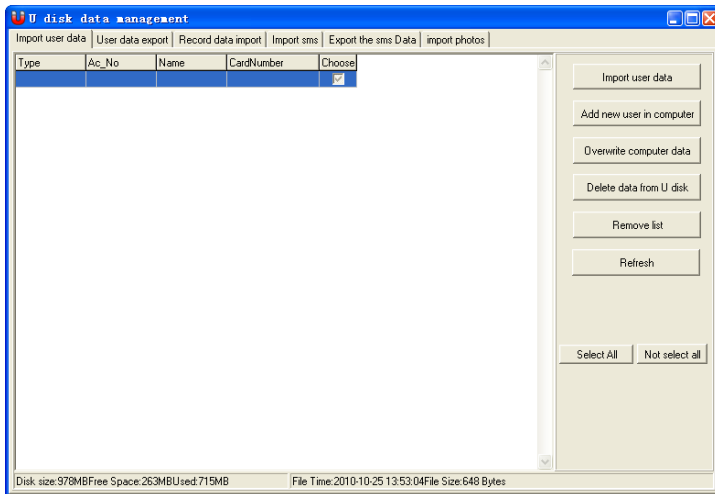 U disk data management
Import user data User data export Record data import Import sms Export the sms Data import photos
Type Ac_No Name CardNumber Choose
Import user data
Add new user in computer
Overwrite computer data
Delete data from U disk
Remove list
Refresh
Select All Not select all
Disk size:978MBFree Space:263MBUsed:715MB File Time:2010-10-25 13:53:04File Size:648 Bytes